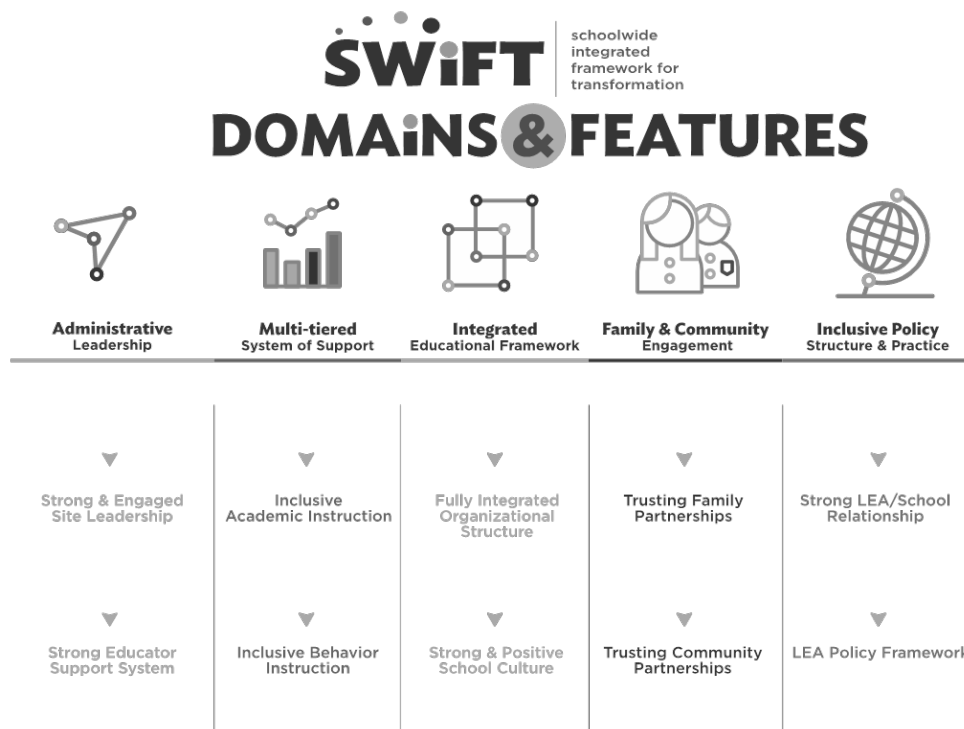 SWiFT
schoolwide
integrated
framework for
transformation
DOMAiNS & FEATURES
Administrative
Leadership
Multi-tiered
System of Support
Integrated
Educational Framework
Family & Community
Engagement
Inclusive Policy
Structure & Practice
Strong & Engaged
Site Leadership
Inclusive
Academic Instruction
Fully Integrated
Organizational
Structure
Trusting Family
Partnerships
Strong LEA/School
Relationship
Strong Educator
Support System
Inclusive Behavior
Instruction
Strong & Positive
School Culture
Trusting Community
Partnerships
LEA Policy Framework